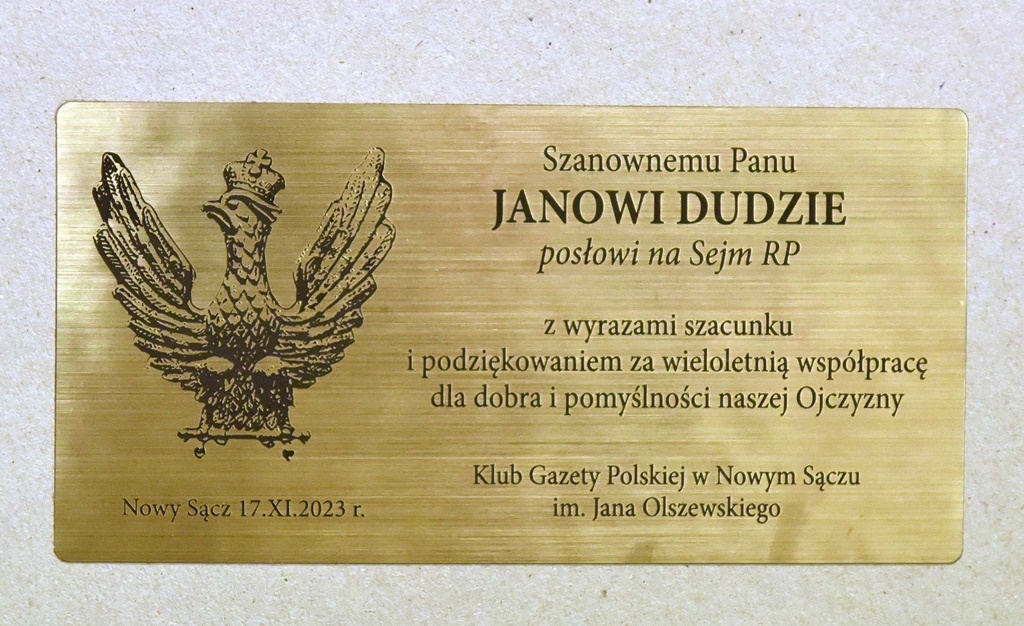 Szanownemu Panu
JANOWI DUDZIE
posłowi na Sejm RP
z wyrazami szacunku
i podziękowaniem za wieloletnią współpracę
dla dobra i pomyślności naszej Ojczyzny
Klub Gazety Polskiej w Nowym Sączu
im. Jana Olszewskiego
Nowy Sącz 17.XI.2023 r.